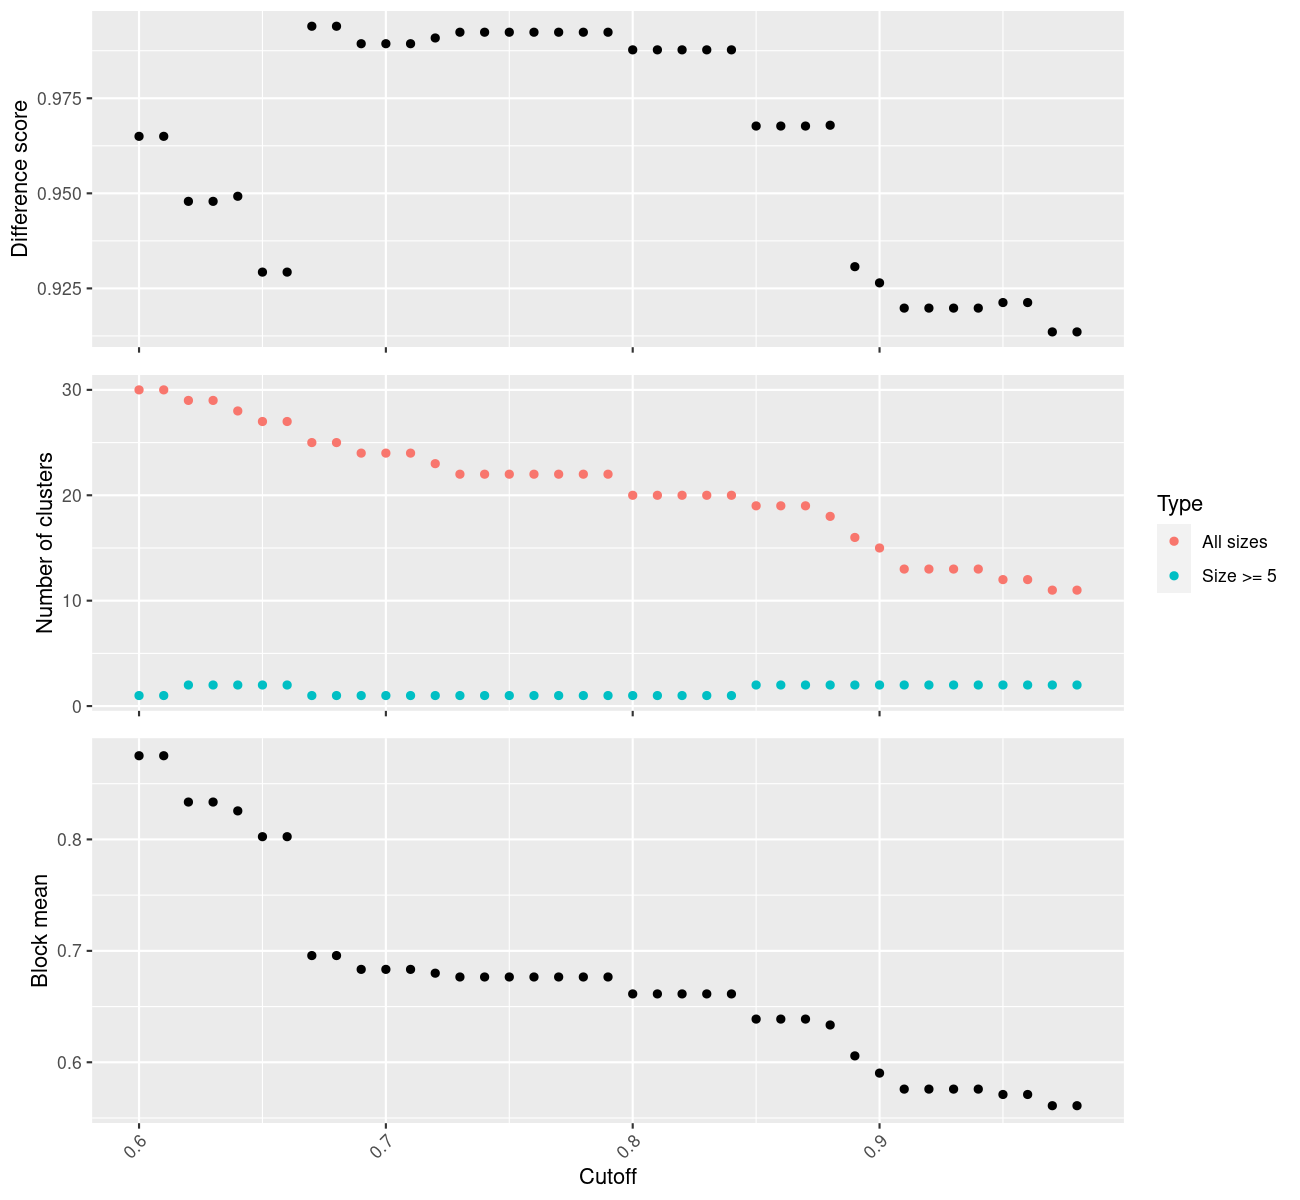 Difference score
0.975
0.950
0.925
Number of clusters
30
20
10
0
Type
All sizes
Size >= 5
Block mean
0.8
0.7
0.6
0.6
0.7
0.8
0.9
Cutoff